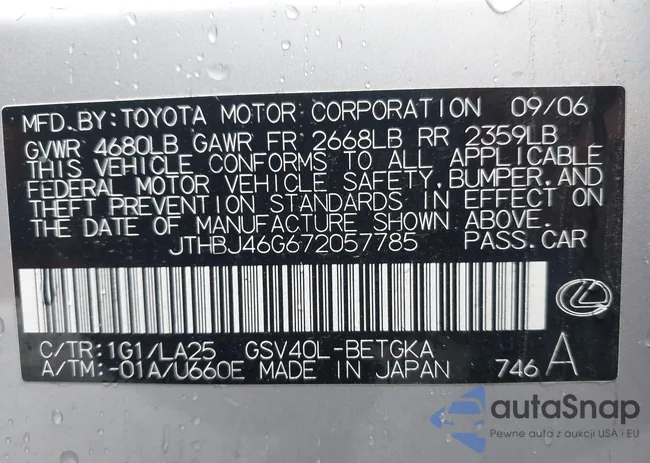 MFD. BY: TOYOTA MOTOR CORPORATION 09/06
GVWR 4680LB GAWR FR 2668LB RR 2359LB
THIS VEHICLE CONFORMS TO ALL APPLICABLE
FEDERAL MOTOR VEHICLE SAFETY, BUMPER, AND
THEFT PREVENTION STANDARDS IN EFFECT ON
THE DATE OF MANUFACTURE SHOWN ABOVE.
JTHBJ46G672057785 PASS. CAR
C/TR: 1G1/LA25 GSV40L-BETGKA
A/TM: -01A/U660E MADE IN JAPAN 746 A
autaSnap
Pewne auta z aukcji USA i EU